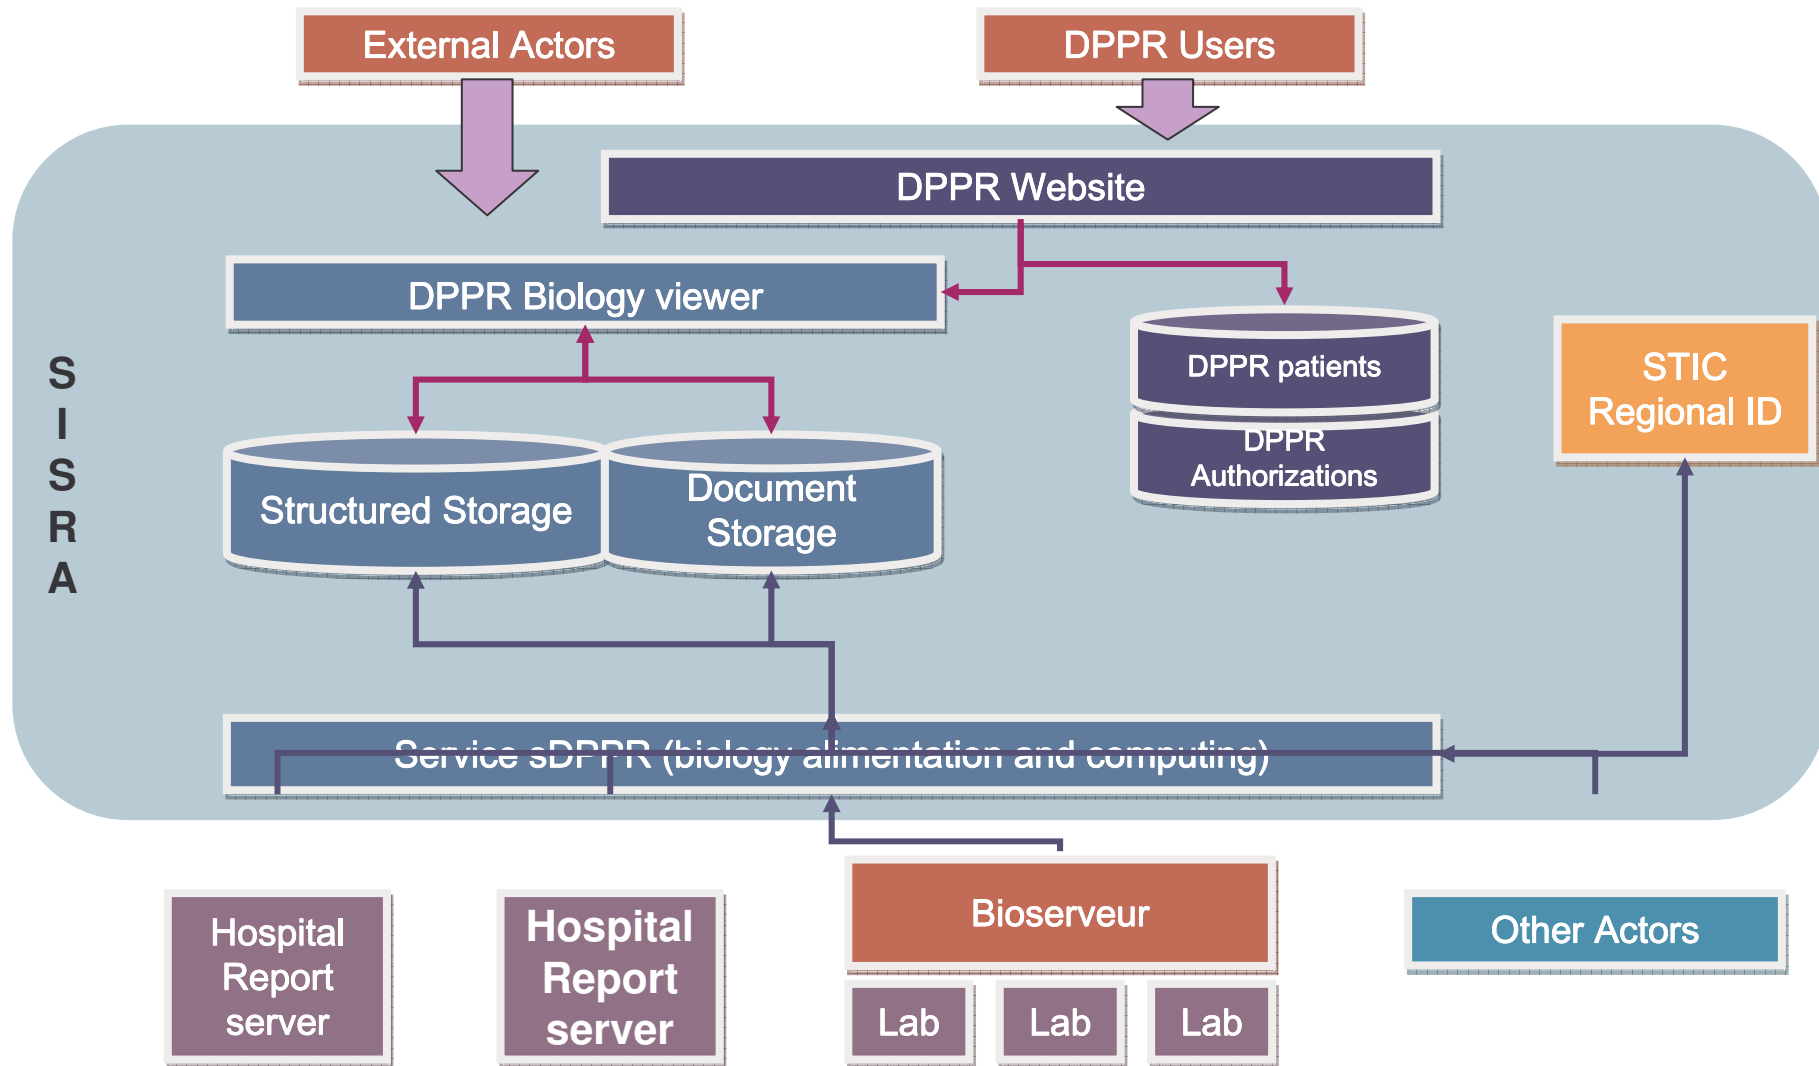 External Actors
DPPR Users
DPPR Website
DPPR Biology viewer
S
I
S
R
A
DPPR patients
DPPR
Authorizations
STIC
Regional ID
Structured Storage
Document
Storage
Service sDPPR (biology alimentation and computing)
Hospital
Report
server
Hospital
Report
server
Bioserveur
Lab
Lab
Lab
Other Actors